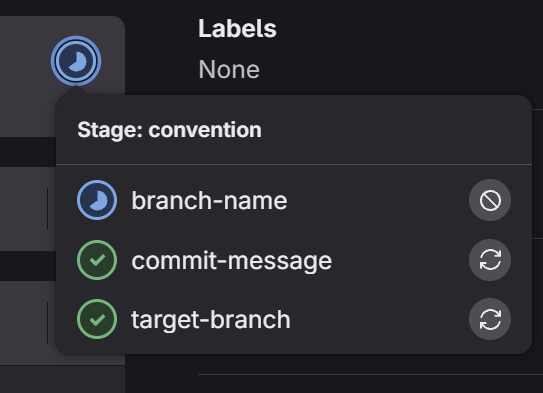 Labels
None
Stage: convention
branch-name
commit-message
target-branch